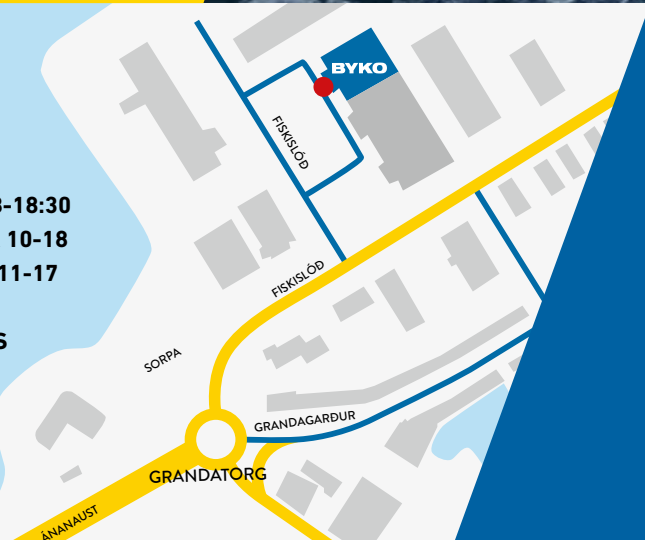 BYKO
FISKISLÓÐ
-18:30
10-18
11-17
FISKISLÓÐ
SORPA
GRANDAGARÐUR
GRANDATORG
ÁNANAUST